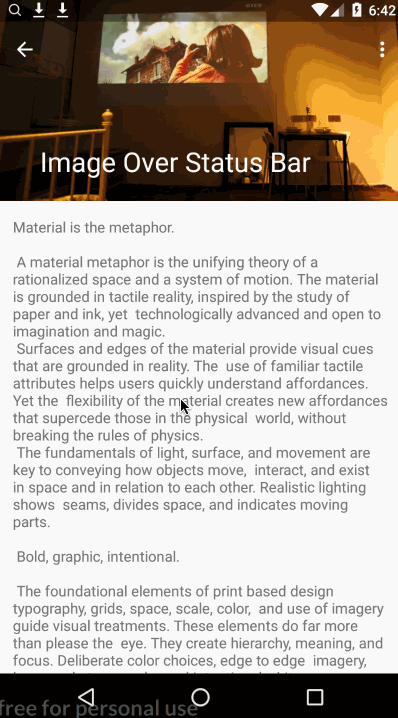 6:42
Image Over Status Bar
Material is the metaphor.
A material metaphor is the unifying theory of a
rationalized space and a system of motion. The material
is grounded in tactile reality, inspired by the study of
paper and ink, yet  technologically advanced and open to
imagination and magic.
Surfaces and edges of the material provide visual cues
that are grounded in reality. The  use of familiar tactile
attributes helps users quickly understand affordances.
Yet the  flexibility of the material creates new affordances
that supercede those in the physical  world, without
breaking the rules of physics.
The fundamentals of light, surface, and movement are
key to conveying how objects move,  interact, and exist
in space and in relation to each other. Realistic lighting
shows  seams, divides space, and indicates moving
parts.
Bold, graphic, intentional.
The foundational elements of print based design
typography, grids, space, scale, color,  and use of imagery
guide visual treatments. These elements do far more
than please the  eye. They create hierarchy, meaning, and
focus. Deliberate color choices, edge to edge  imagery,
free for personal use